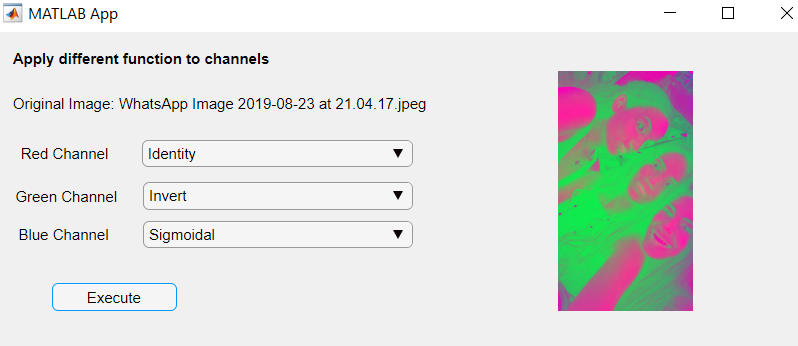 MATLAB App
Apply different function to channels
Original Image: WhatsApp Image 2019-08-23 at 21.04.17.jpeg
Red Channel Identity
Green Channel Invert
Blue Channel Sigmoidal
Execute